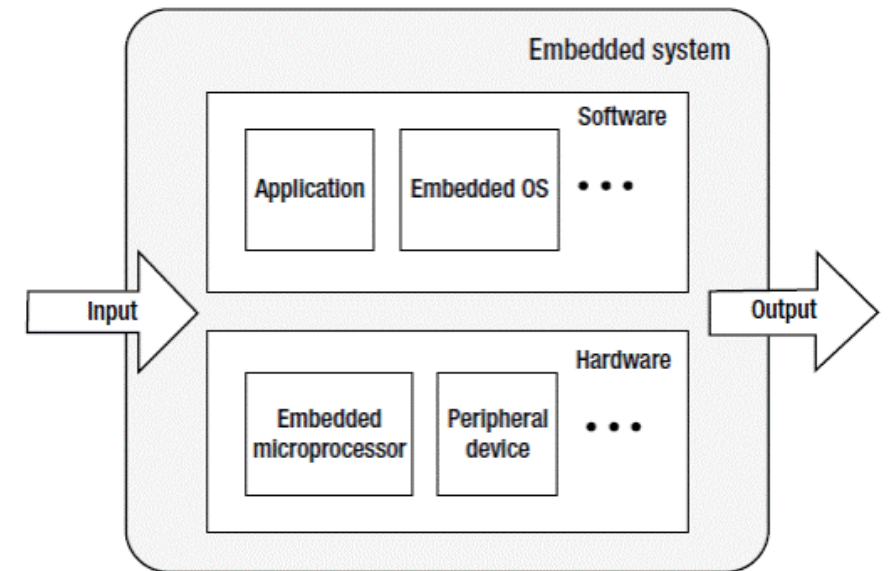 Embedded system
Software
Application
Embedded OS
• • •
Input
Output
Hardware
Embedded
microprocessor
Peripheral
device
• • •